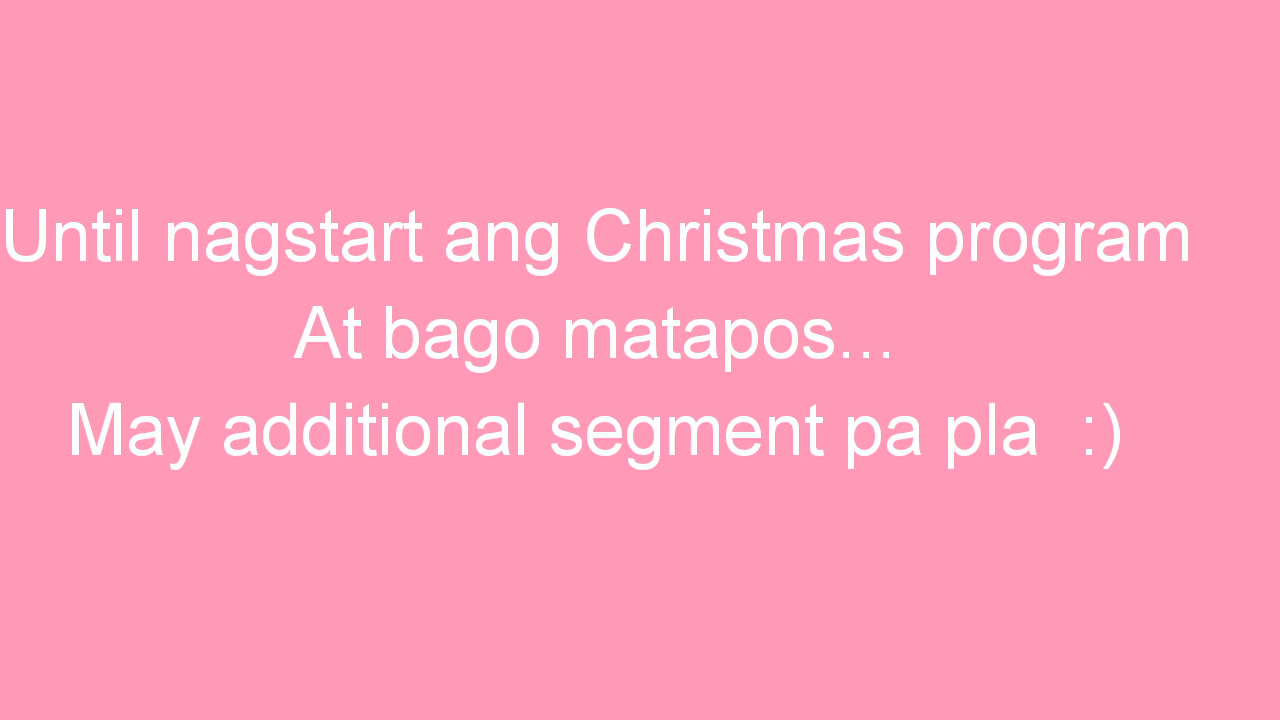 Until nagstart ang Christmas program
At bago matapos...
May additional segment pa pla  :)